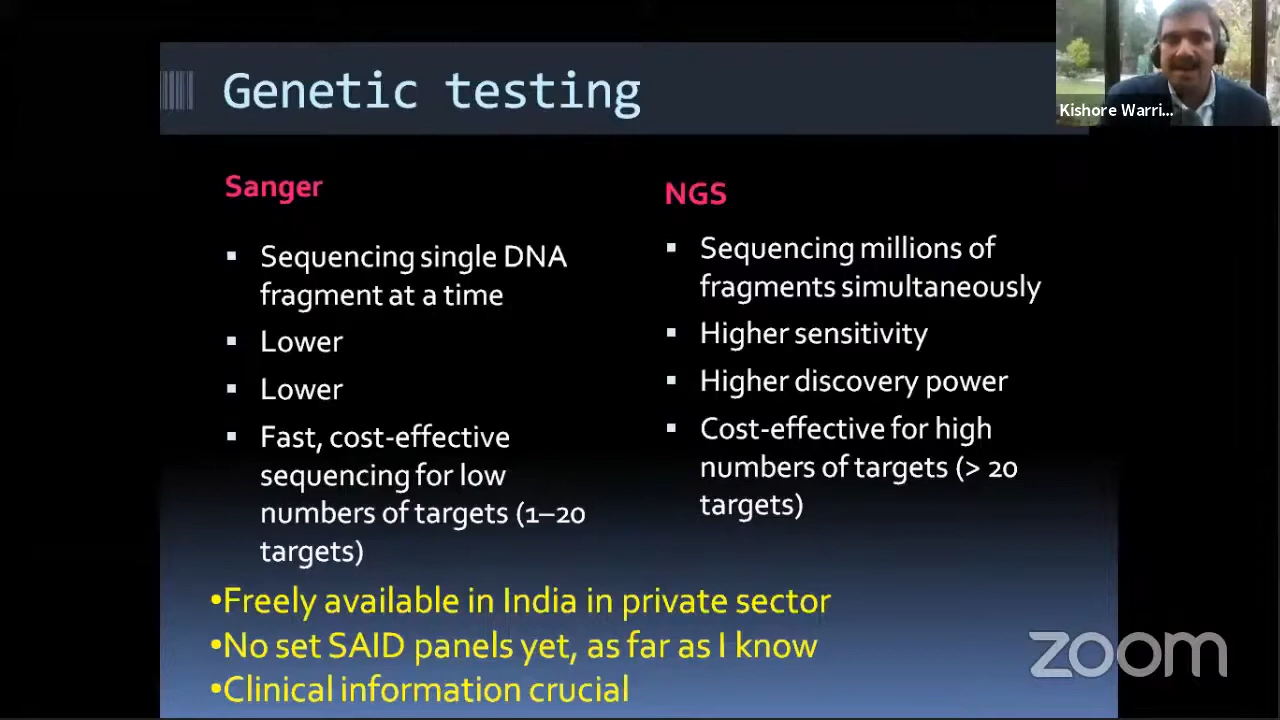 Genetic testing
Kishore Warri...
Sanger
▪ Sequencing single DNA
fragment at a time
▪ Lower
▪ Lower
▪ Fast, cost-effective
sequencing for low
numbers of targets (1–20
targets)
NGS
▪ Sequencing millions of
fragments simultaneously
▪ Higher sensitivity
▪ Higher discovery power
▪ Cost-effective for high
numbers of targets (> 20
targets)
•Freely available in India in private sector
•No set SAID panels yet, as far as I know
•Clinical information crucial
zoom